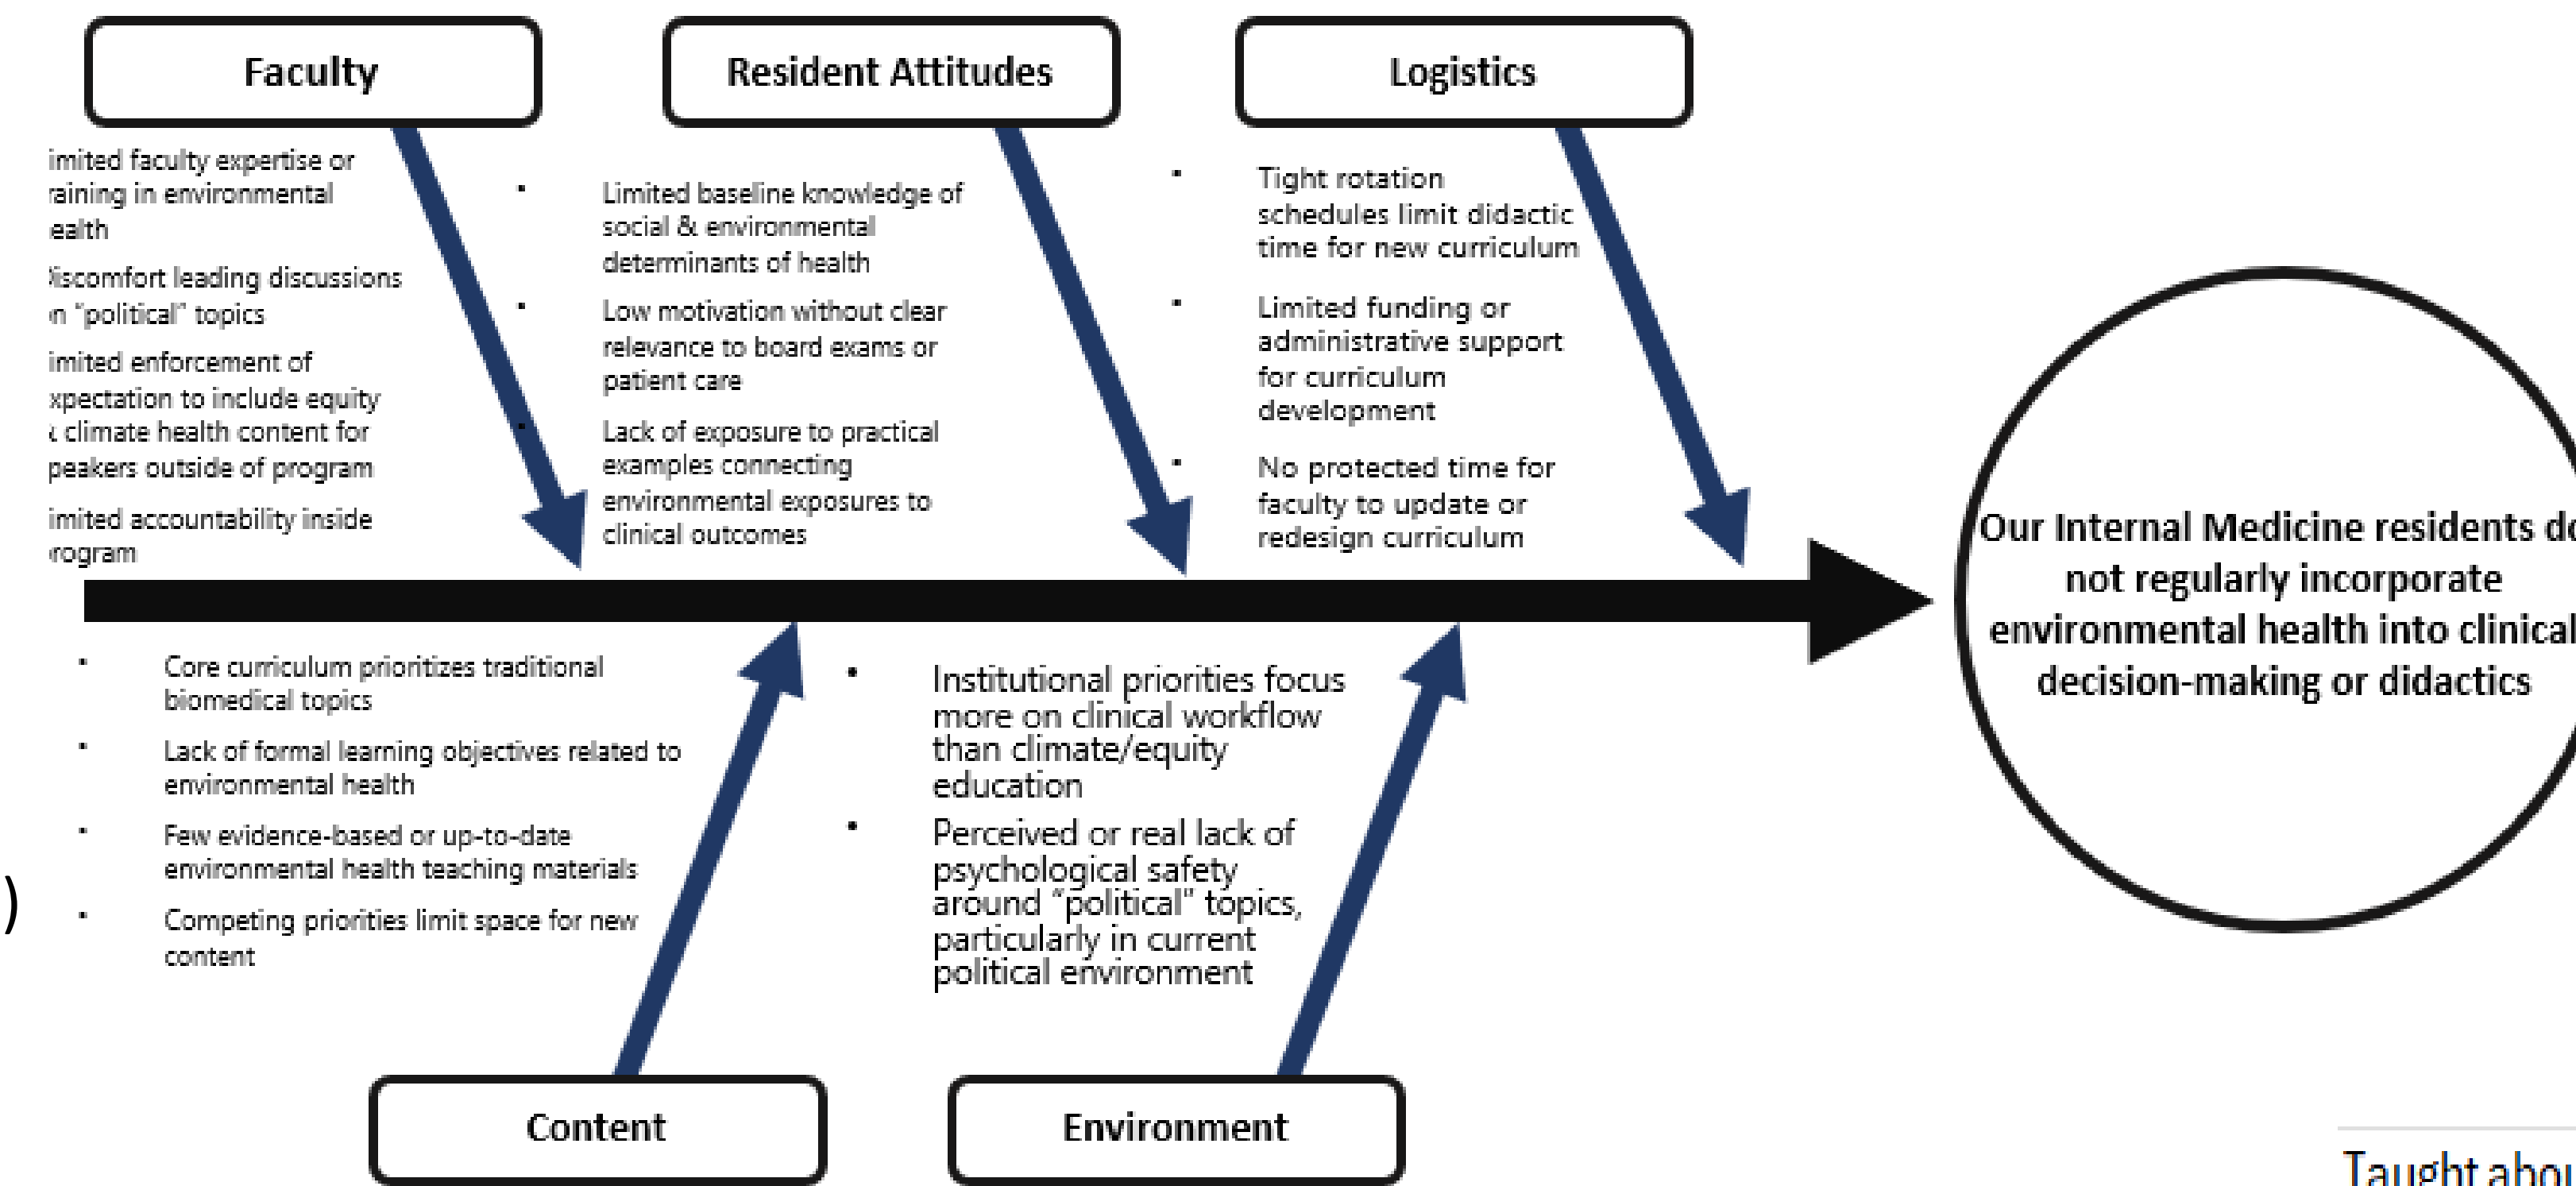 Faculty
imited faculty expertise or
raining in environmental
ealth
iscomfort leading discussions
n “political” topics
imited enforcement of
xpectation to include equity
& climate health content for
peakers outside of program
imited accountability inside
rogram
Resident Attitudes
Limited baseline knowledge of
social & environmental
determinants of health
Low motivation without clear
relevance to board exams or
patient care
Lack of exposure to practical
examples connecting
environmental exposures to
clinical outcomes
Logistics
Tight rotation
schedules limit didactic
time for new curriculum
Limited funding or
administrative support
for curriculum
development
No protected time for
faculty to update or
redesign curriculum
Our Internal Medicine residents do
not regularly incorporate
environmental health into clinical
decision-making or didactics
Core curriculum prioritizes traditional
biomedical topics
Lack of formal learning objectives related to
environmental health
Few evidence-based or up-to-date
environmental health teaching materials
Competing priorities limit space for new
content
Content
Institutional priorities focus
more on clinical workflow
than climate/equity
education
Perceived or real lack of
psychological safety
around “political” topics,
particularly in current
political environment
Environment
)
Taught abou